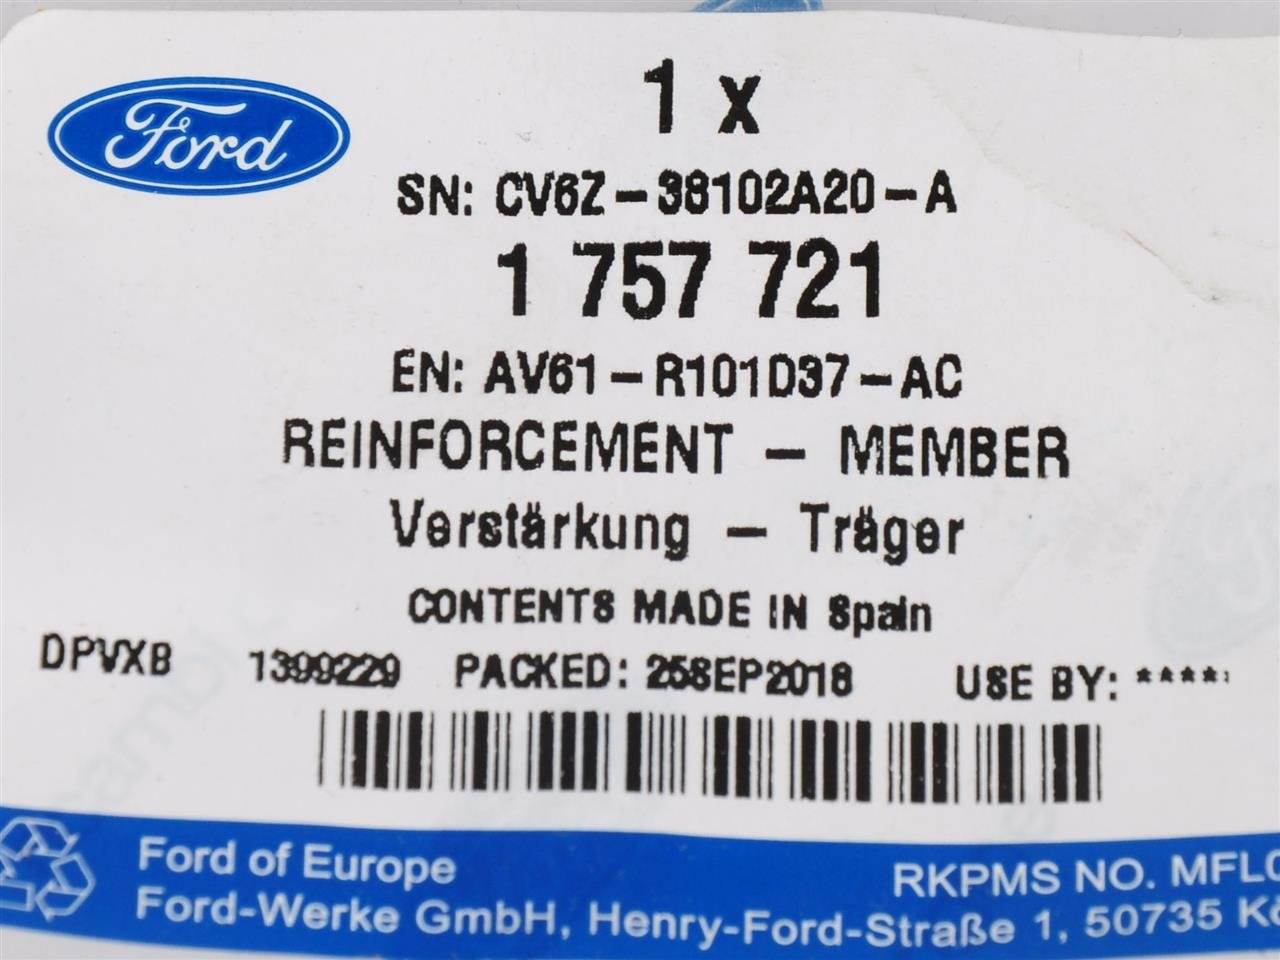 Ford
1 x
SN: CV6Z-38102A20-A
1 757 721
EN: AV61-R101D37-AC
REINFORCEMENT - MEMBER
Verstärkung - Träger
CONTENTS MADE IN Spain
DPVXB 1399229 PACKED: 25SEP2018 USE BY: ****
Ford of Europe RKPMS NO. MFL
Ford-Werke GmbH, Henry-Ford-Straße 1, 50735 Kö